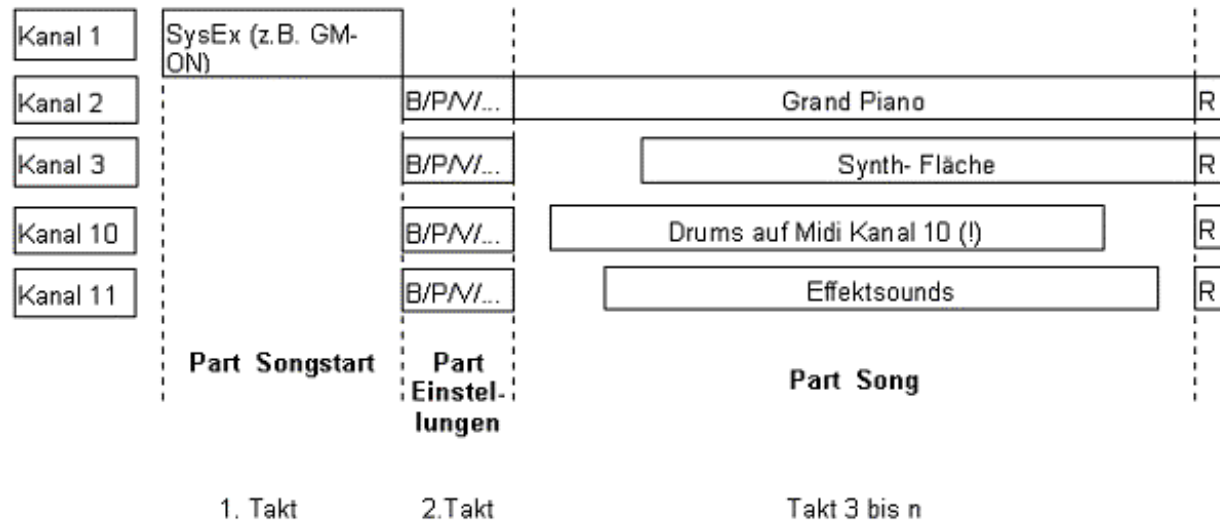 Kanal 1
SysEx (z.B. GM-
ON)
Kanal 2
B/P/V/...
Grand Piano
R
Kanal 3
B/P/V/...
Synth- Fläche
R
Kanal 10
B/P/V/...
Drums auf Midi Kanal 10 (!)
R
Kanal 11
B/P/V/...
Effektsounds
R
Part Songstart
Part
Einstel-
lungen
Part Song
1. Takt
2.Takt
Takt 3 bis n